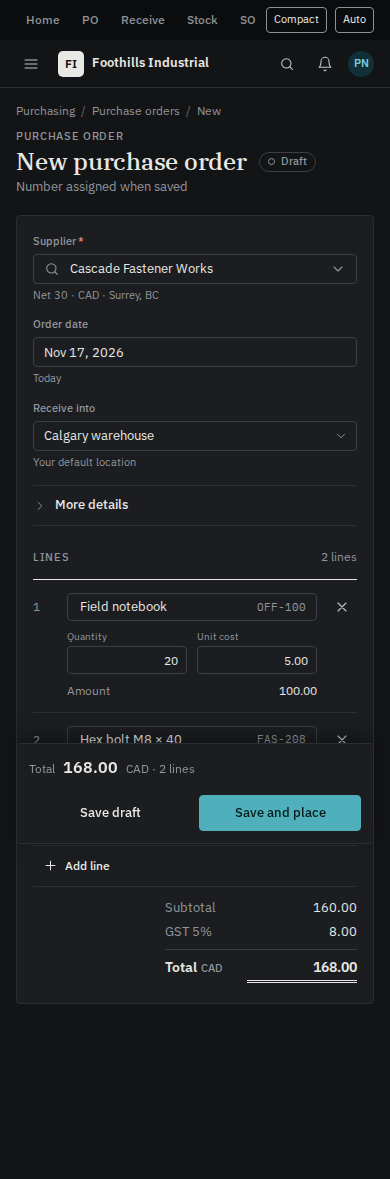 Home PO Receive Stock SO Compact Auto
FI Foothills Industrial PN
Purchasing / Purchase orders / New
PURCHASE ORDER
New purchase order Draft
Number assigned when saved
Supplier *
Cascade Fastener Works
Net 30 · CAD · Surrey, BC
Order date
Nov 17, 2026
Today
Receive into
Calgary warehouse
Your default location
More details
LINES 2 lines
1 Field notebook OFF-100
Quantity Unit cost
20 5.00
Amount 100.00
2 Hex bolt M8 × 40 FAS-208
Total 168.00 CAD · 2 lines
Save draft Save and place
Add line
Subtotal 160.00
GST 5% 8.00
Total CAD 168.00